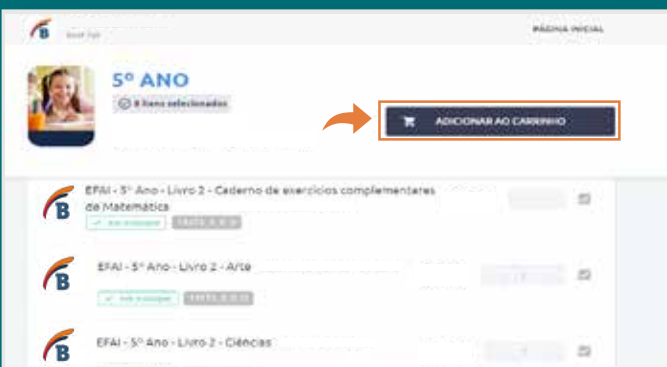 B
PÁGINA INICIAL
5º ANO
8 itens selecionados
ADICIONAR AO CARRINHO
B
EFAI - 5º Ano - Livro 2 - Caderno de exercícios complementares
de Matemática
B
EFAI - 5º Ano - Livro 2 - Arte
B
EFAI - 5º Ano - Livro 2 - Ciências